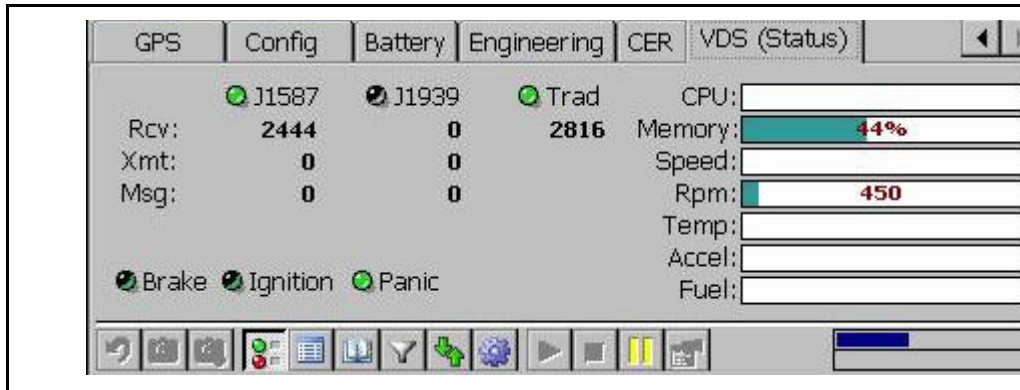 GPS Config Battery Engineering CER VDS (Status)
J1587 J1939 Trad CPU:
Rcv: 2444 0 2816 Memory: 44%
Xmt: 0 0 Speed:
Msg: 0 0 Rpm: 450
Temp:
Accel:
Brake Ignition Panic Fuel: